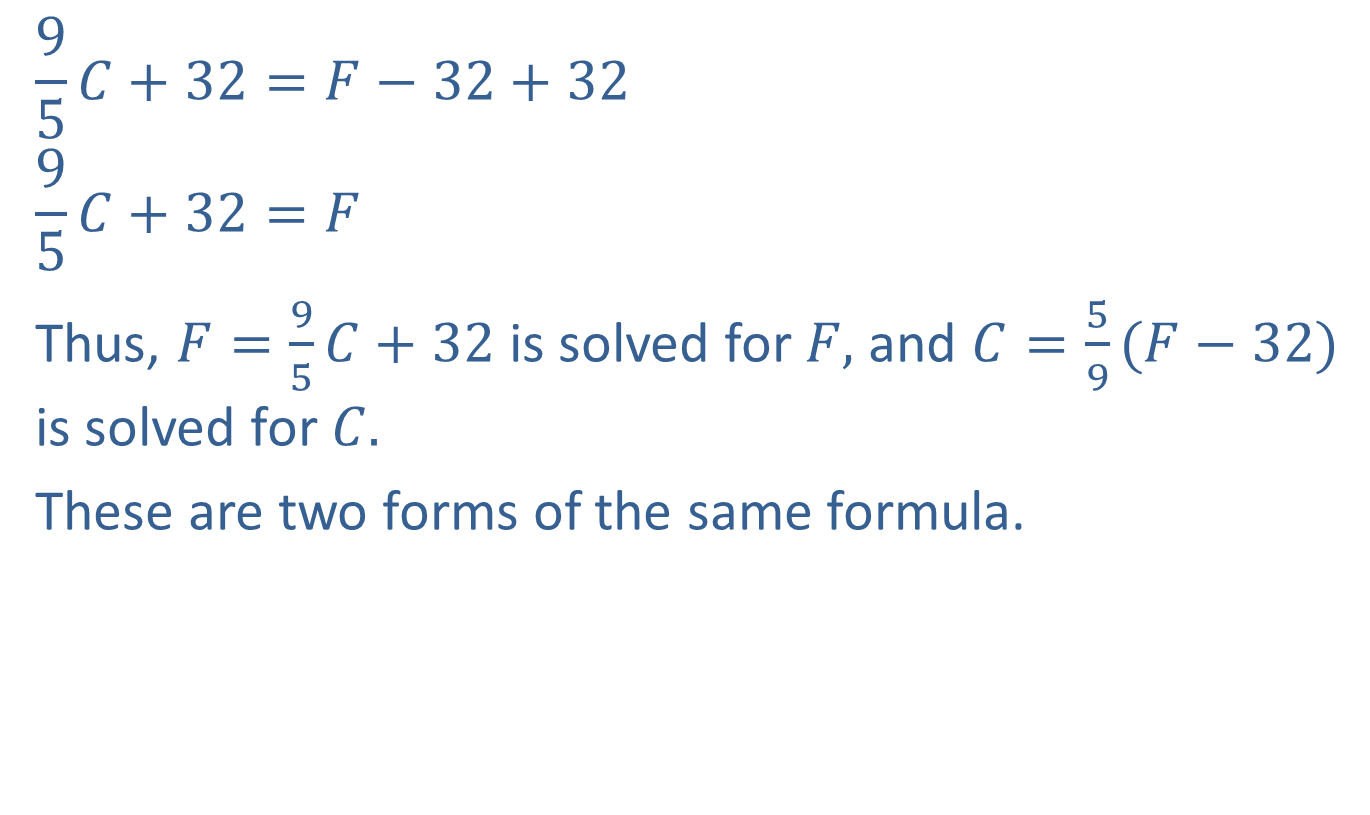 9/5 C + 32 = F − 32 + 32
9/5 C + 32 = F
Thus, F = 9/5 C + 32 is solved for F, and C = 5/9 (F − 32)
is solved for C.
These are two forms of the same formula.